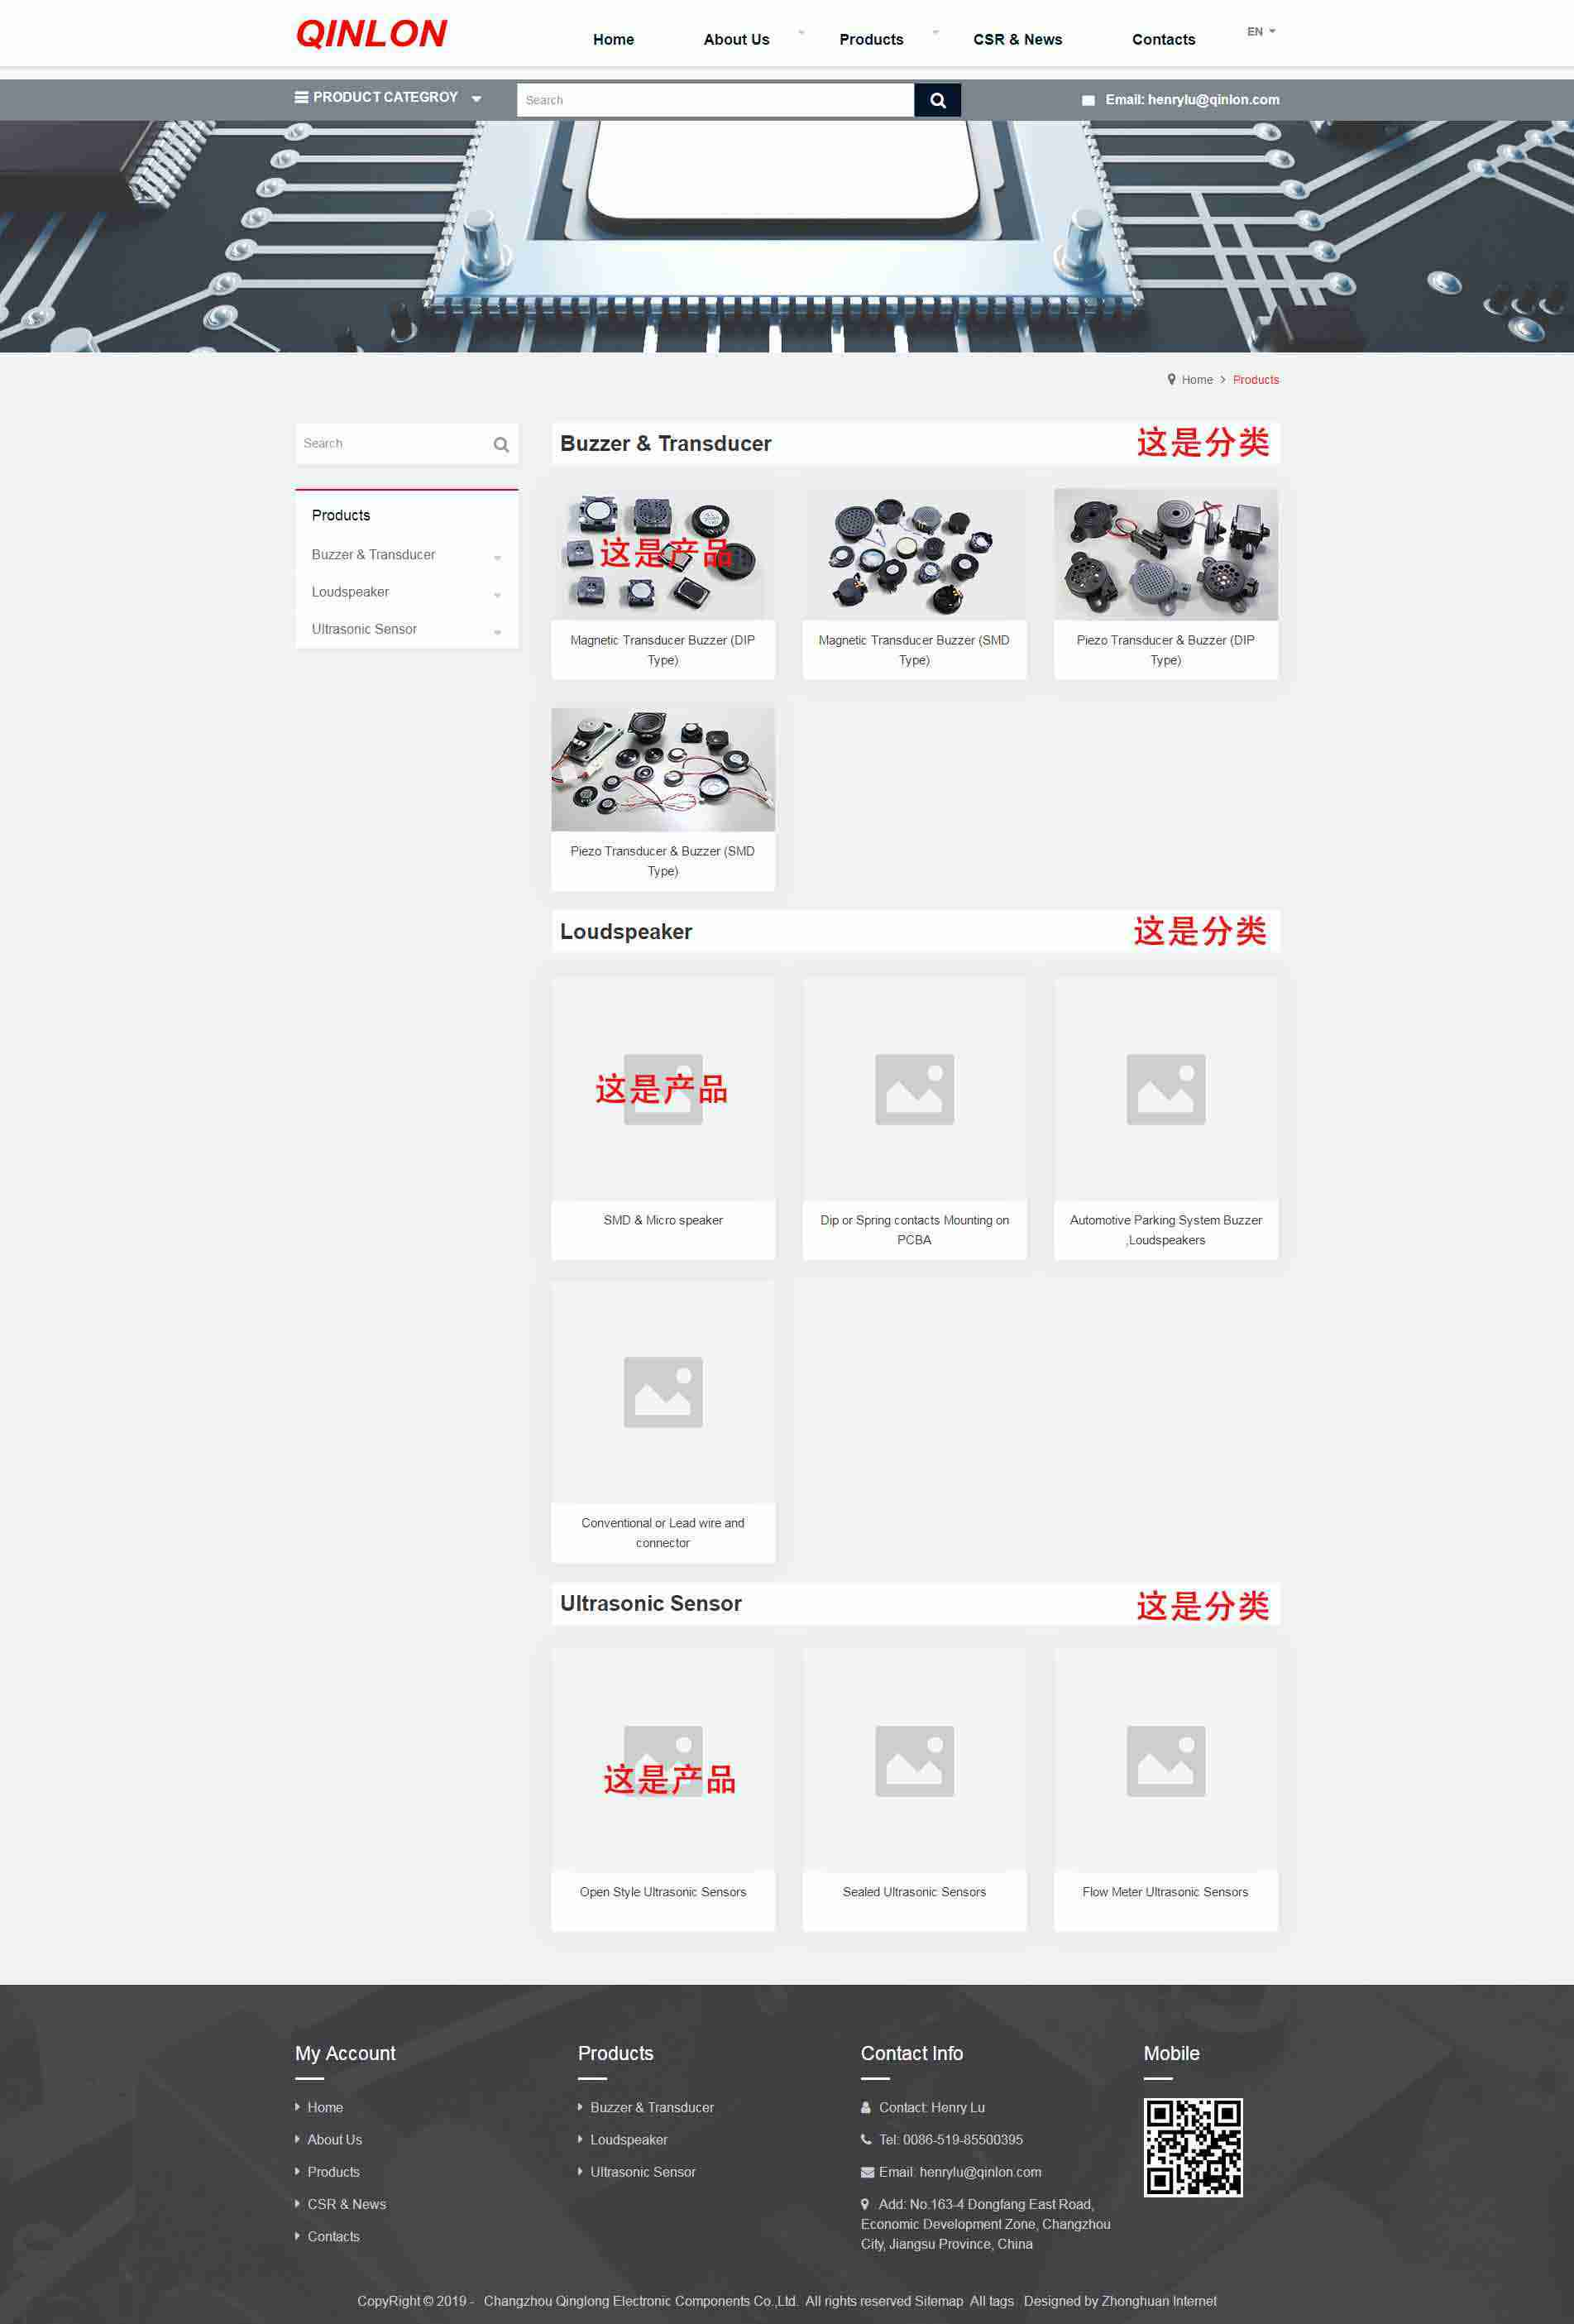 QINLON
Home
About Us
Products
CSR & News
Contacts
EN
PRODUCT CATEGROY
Search
Email: henrylu@qinlon.com
Home > Products
Search
Products
Buzzer & Transducer
Loudspeaker
Ultrasonic Sensor
Buzzer & Transducer
这是分类
这是产品
Magnetic Transducer Buzzer (DIP
Type)
Magnetic Transducer Buzzer (SMD
Type)
Piezo Transducer & Buzzer (DIP
Type)
Piezo Transducer & Buzzer (SMD
Type)
Loudspeaker
这是分类
这是产品
SMD & Micro speaker
Dip or Spring contacts Mounting on
PCBA
Automotive Parking System Buzzer
,Loudspeakers
Conventional or Lead wire and
connector
Ultrasonic Sensor
这是分类
这是产品
Open Style Ultrasonic Sensors
Sealed Ultrasonic Sensors
Flow Meter Ultrasonic Sensors
My Account
Home
About Us
Products
CSR & News
Contacts
Products
Buzzer & Transducer
Loudspeaker
Ultrasonic Sensor
Contact Info
Contact: Henry Lu
Tel: 0086-519-85500395
Email: henrylu@qinlon.com
Add: No.163-4 Dongfang East Road,
Economic Development Zone, Changzhou
City, Jiangsu Province, China
Mobile
CopyRight © 2019 - Changzhou Qinglong Electronic Components Co.,Ltd. All rights reserved Sitemap All tags Designed by Zhonghuan Internet